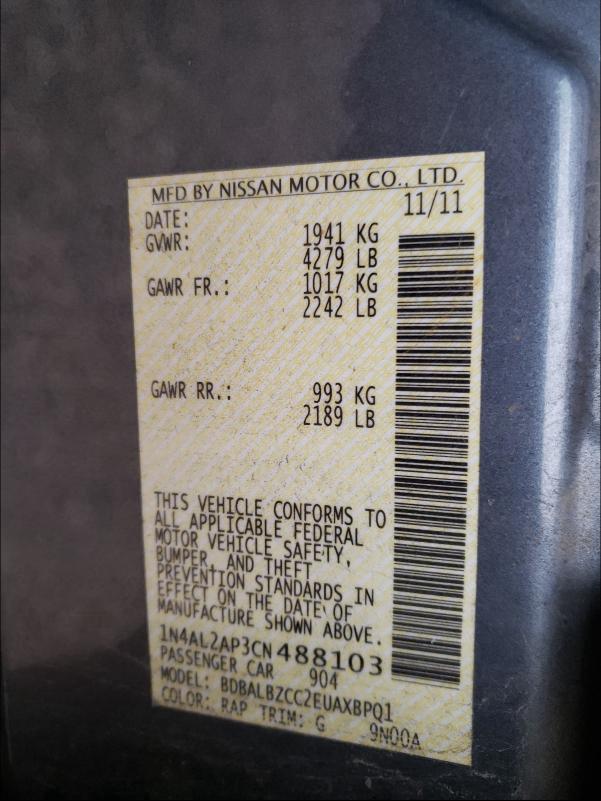 MFD BY NISSAN MOTOR CO., LTD.
DATE: 11/11
GVWR: 1941 KG
4279 LB
GAWR FR.: 1017 KG
2242 LB
GAWR RR.: 993 KG
2189 LB
THIS VEHICLE CONFORMS TO
ALL APPLICABLE FEDERAL
MOTOR VEHICLE SAFETY,
BUMPER, AND THEFT
PREVENTION STANDARDS IN
EFFECT ON THE DATE OF
MANUFACTURE SHOWN ABOVE.
1N4AL2AP3CN488103
PASSENGER CAR 904
MODEL: BDBALBZCC2EUAXBPQ1
COLOR: RAP TRIM: G 9N00A